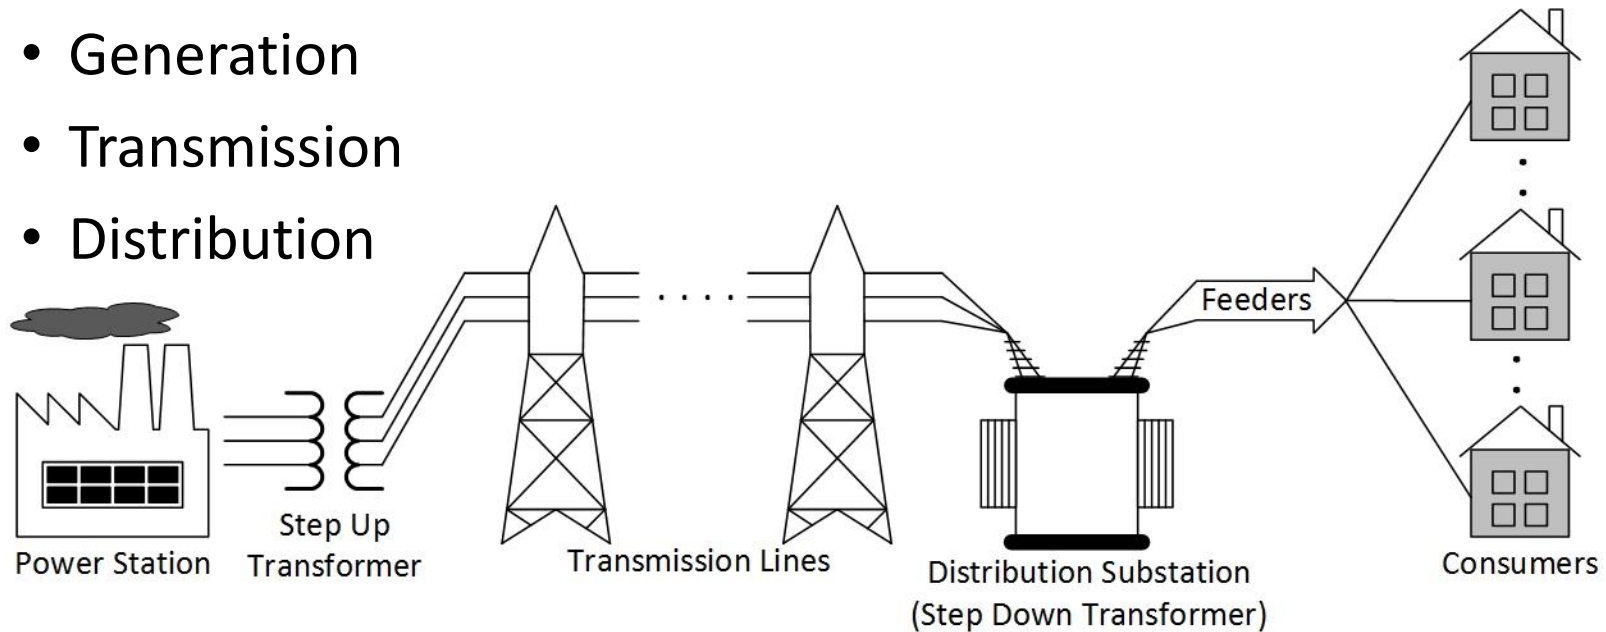 • Generation
• Transmission
• Distribution
Feeders
Power Station
Step Up
Transformer
Transmission Lines
Distribution Substation
(Step Down Transformer)
Consumers